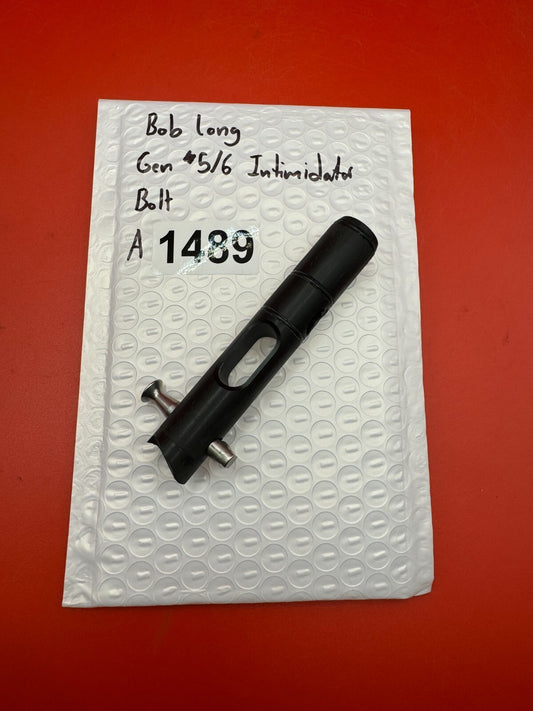 Bob Long
Gen 5/6 Intimidator
Bolt
A 1489